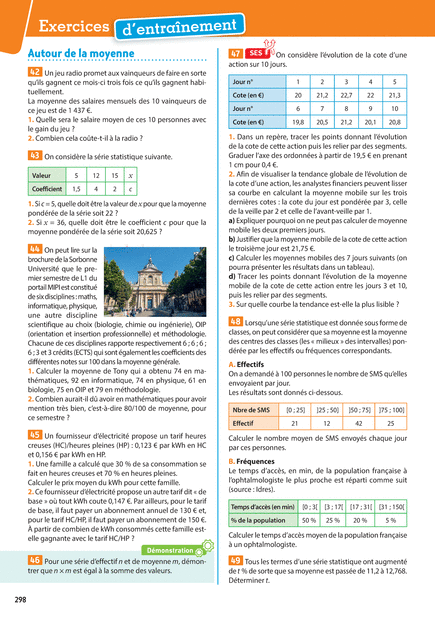 Exercices d'entraînement
Autour de la moyenne
42 Un jeu radio promet aux vainqueurs de faire en sorte
qu'ils gagnent ce mois-ci trois fois ce qu'ils gagnent habi-
tuellement.
La moyenne des salaires mensuels des 10 vainqueurs de
ce jeu est de 1 437 €.
1. Quelle sera le salaire moyen de ces 10 personnes avec
le gain du jeu ?
2. Combien cela coûte-t-il à la radio ?
43 On considère la série statistique suivante.
Valeur 5 12 15 x
Coefficient 1,5 4 2 c
1. Si c = 5, quelle doit être la valeur de x pour que la moyenne
pondérée de la série soit 22 ?
2. Si x = 36, quelle doit être le coefficient c pour que la
moyenne pondérée de la série soit 20,625 ?
44 On peut lire sur la
brochure de la Sorbonne
Université que le pre-
mier semestre de L1 du
portail MIPI est constitué
de six disciplines : maths,
informatique, physique,
une autre discipline
scientifique au choix (biologie, chimie ou ingénierie), OIP
(orientation et insertion professionnelle) et méthodologie.
Chacune de ces disciplines rapporte respectivement 6 ; 6 ; 6 ;
6 ; 3 et 3 crédits (ECTS) qui sont également les coefficients des
différentes notes sur 100 dans la moyenne générale.
1. Calculer la moyenne de Tony qui a obtenu 74 en ma-
thématiques, 92 en informatique, 74 en physique, 61 en
biologie, 75 en OIP et 79 en méthodologie.
2. Combien aurait-il dû avoir en mathématiques pour avoir
mention très bien, c'est-à-dire 80/100 de moyenne, pour
ce semestre ?
45 Un fournisseur d'électricité propose un tarif heures
creuses (HC)/heures pleines (HP) : 0,123 € par kWh en HC
et 0,156 € par kWh en HP.
1. Une famille a calculé que 30 % de sa consommation se
fait en heures creuses et 70 % en heures pleines.
Calculer le prix moyen du kWh pour cette famille.
2. Ce fournisseur d'électricité propose un autre tarif dit « de
base » où tout kWh coute 0,147 €. Par ailleurs, pour le tarif
de base, il faut payer un abonnement annuel de 130 € et,
pour le tarif HC/HP, il faut payer un abonnement de 150 €.
À partir de combien de kWh consommés cette famille est-
elle gagnante avec le tarif HC/HP ?
Démonstration
46 Pour une série d'effectif n et de moyenne m, démon-
trer que n × m est égal à la somme des valeurs.
298
47 SES On considère l'évolution de la cote d'une
action sur 10 jours.
Jour n° 1 2 3 4 5
Cote (en €) 20 21,2 22,7 22 21,3
Jour n° 6 7 8 9 10
Cote (en €) 19,8 20,5 21,2 20,1 20,8
1. Dans un repère, tracer les points donnant l'évolution
de la cote de cette action puis les relier par des segments.
Graduer l'axe des ordonnées à partir de 19,5 € en prenant
1 cm pour 0,4 €.
2. Afin de visualiser la tendance globale de l'évolution de
la cote d'une action, les analystes financiers peuvent lisser
sa courbe en calculant la moyenne mobile sur les trois
dernières cotes : la cote du jour est pondérée par 3, celle
de la veille par 2 et celle de l'avant-veille par 1.
a) Expliquer pourquoi on ne peut pas calculer de moyenne
mobile les deux premiers jours.
b) Justifier que la moyenne mobile de la cote de cette action
le troisième jour est 21,75 €.
c) Calculer les moyennes mobiles des 7 jours suivants (on
pourra présenter les résultats dans un tableau).
d) Tracer les points donnant l'évolution de la moyenne
mobile de la cote de cette action entre les jours 3 et 10,
puis les relier par des segments.
3. Sur quelle courbe la tendance est-elle la plus lisible ?
48 Lorsqu'une série statistique est donnée sous forme de
classes, on peut considérer que sa moyenne est la moyenne
des centres des classes (les « milieux » des intervalles) pon-
dérée par les effectifs ou fréquences correspondants.
A. Effectifs
On a demandé à 100 personnes le nombre de SMS qu'elles
envoyaient par jour.
Les résultats sont donnés ci-dessous.
Nbre de SMS [0 ; 25] ]25 ; 50] ]50 ; 75] ]75 ; 100]
Effectif 21 12 42 25
Calculer le nombre moyen de SMS envoyés chaque jour
par ces personnes.
B. Fréquences
Le temps d'accès, en min, de la population française à
l'ophtalmologiste le plus proche est réparti comme suit
(source : Idres).
Temps d'accès (en min) [0 ; 3[ [3 ; 17[ [17 ; 31[ [31 ; 150[
% de la population 50 % 25 % 20 % 5 %
Calculer le temps d'accès moyen de la population française
à un ophtalmologiste.
49 Tous les termes d'une série statistique ont augmenté
de t % de sorte que sa moyenne est passée de 11,2 à 12,768.
Déterminer t.